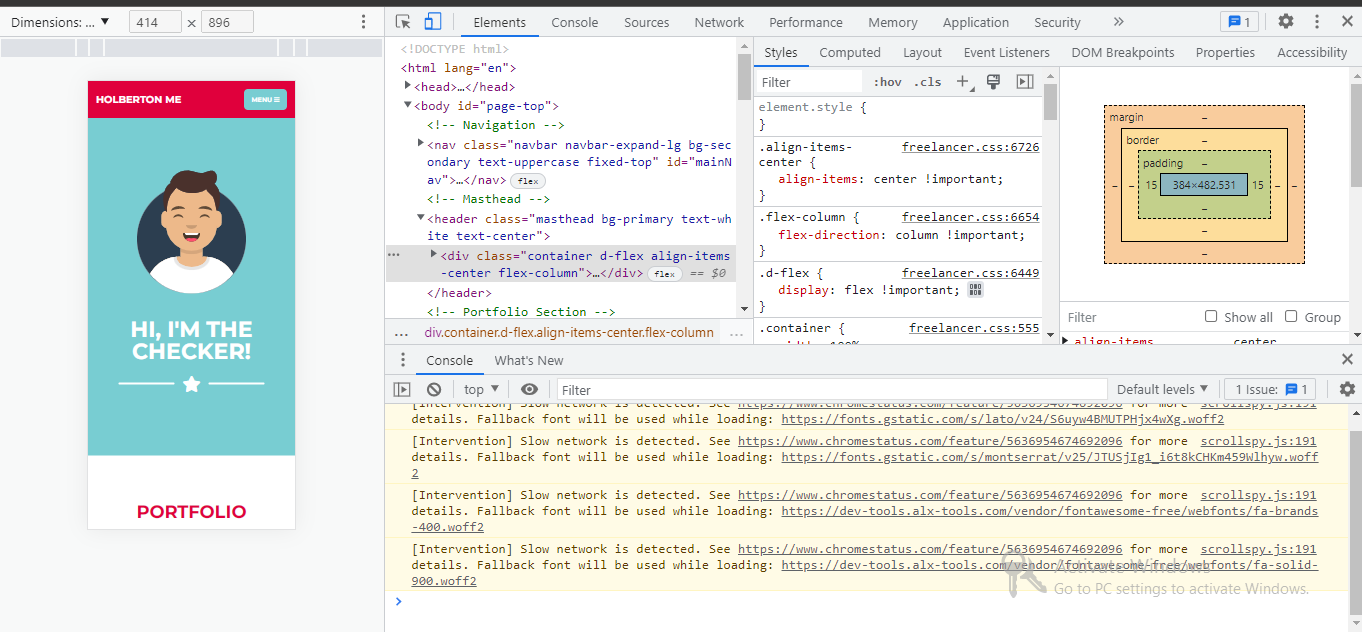 Dimensions: ... ▼ 414 × 896
HOLBERTON ME
MENU ☰
HI, I'M THE
CHECKER!
PORTFOLIO
Elements Console Sources Network Performance Memory Application Security » 1
<!DOCTYPE html>
<html lang="en">
<head>…</head>
<body id="page-top">
<!-- Navigation -->
<nav class="navbar navbar-expand-lg bg-sec
ondary text-uppercase fixed-top" id="mainN
av">…</nav> flex
<!-- Masthead -->
<header class="masthead bg-primary text-wh
ite text-center">
<div class="container d-flex align-items
-center flex-column">…</div> flex == $0
</header>
<!-- Portfolio Section -->
... div.container.d-flex.align-items-center.flex-column ...
Styles Computed Layout Event Listeners DOM Breakpoints Properties Accessibility
Filter :hov .cls +
element.style {
}
.align-items- freelancer.css:6726
center {
align-items: center !important;
}
.flex-column { freelancer.css:6654
flex-direction: column !important;
}
.d-flex { freelancer.css:6449
display: flex !important;
}
.container { freelancer.css:555
width: 100%
margin –
border –
padding –
– – 15 384×482.531 15 – –
–
–
–
Filter Show all Group
align-items center
Console What's New
top ▼ Filter Default levels ▼ 1 Issue: 1
[Intervention] Slow network is detected. See https://www.chromestatus.com/feature/5636954674692096 for more scrollspy.js:191
details. Fallback font will be used while loading: https://fonts.gstatic.com/s/lato/v24/S6uyw4BMUTPHjx4wXg.woff2
[Intervention] Slow network is detected. See https://www.chromestatus.com/feature/5636954674692096 for more scrollspy.js:191
details. Fallback font will be used while loading: https://fonts.gstatic.com/s/montserrat/v25/JTUSjIg1_i6t8kCHKm459Wlhyw.woff
2
[Intervention] Slow network is detected. See https://www.chromestatus.com/feature/5636954674692096 for more scrollspy.js:191
details. Fallback font will be used while loading: https://dev-tools.alx-tools.com/vendor/fontawesome-free/webfonts/fa-brands
-400.woff2
[Intervention] Slow network is detected. See https://www.chromestatus.com/feature/5636954674692096 for more scrollspy.js:191
details. Fallback font will be used while loading: https://dev-tools.alx-tools.com/vendor/fontawesome-free/webfonts/fa-solid-
900.woff2
Activate Windows
Go to PC settings to activate Windows.